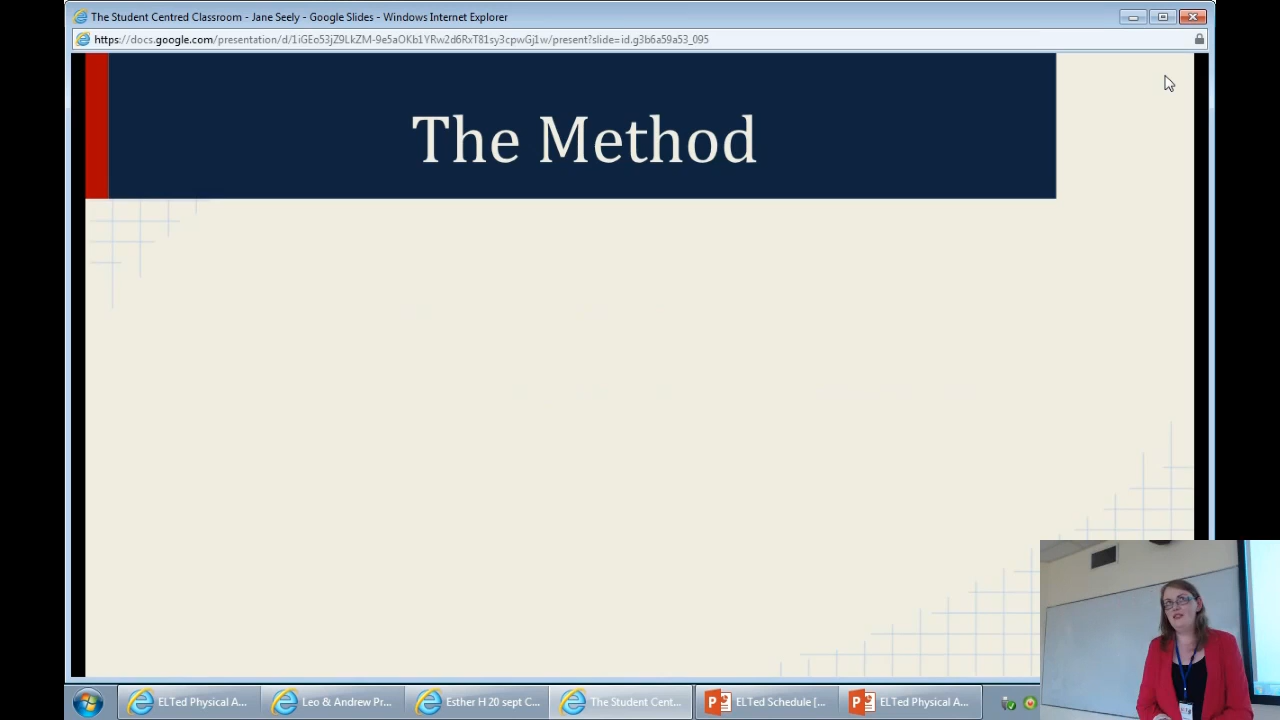 The Student Centred Classroom - Jane Seely - Google Slides - Windows Internet Explorer
https://docs.google.com/presentation/d/1iGEo53jZ9LkZM-9e5aOKb1YRw2d6RxT81sy3cpwGj1w/present?slide=id.g3b6a59a53_095
The Method
ELTed Physical A...
Leo & Andrew Pr...
Esther H 20 sept C...
The Student Cent...
ELTed Schedule [...
ELTed Physical A...